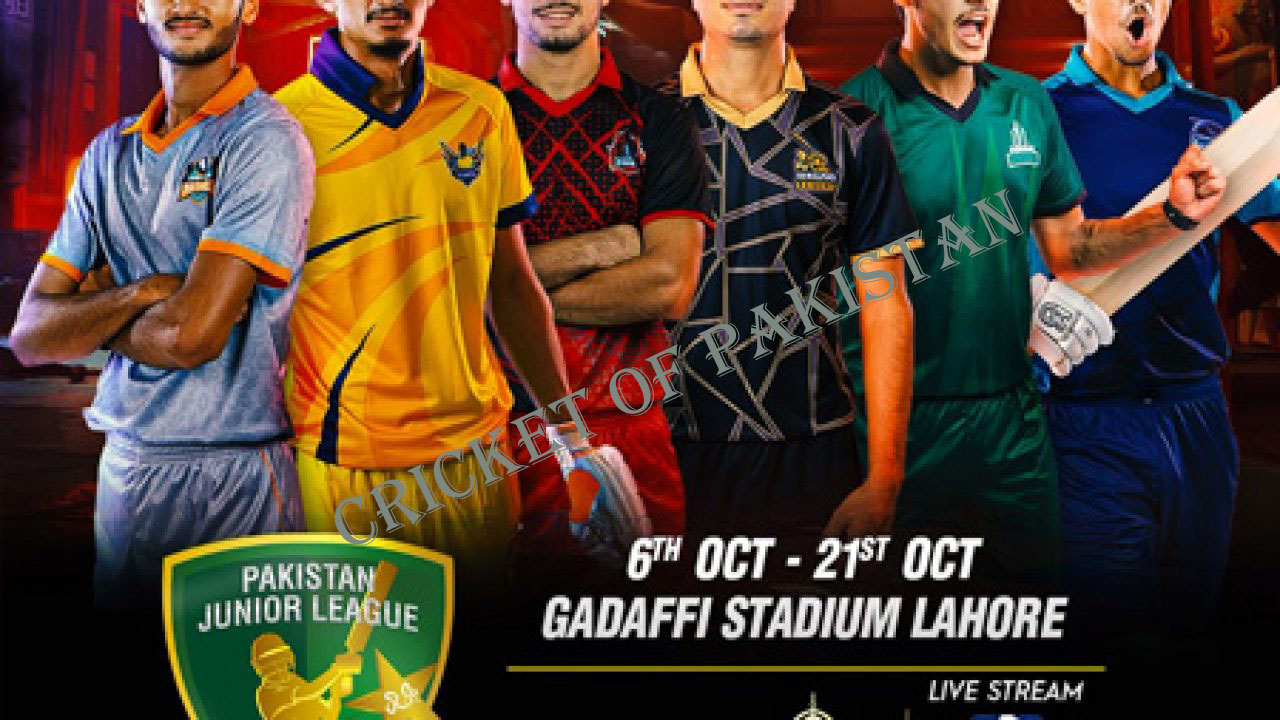 CRICKET OF PAKISTAN
6TH OCT - 21ST OCT
GADAFFI STADIUM LAHORE
PAKISTAN
JUNIOR LEAGUE
LIVE STREAM